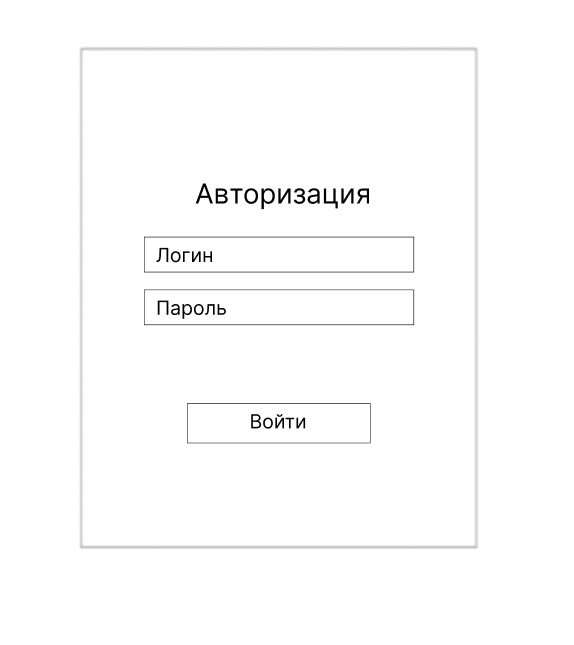 Авторизация
Логин
Пароль
Войти